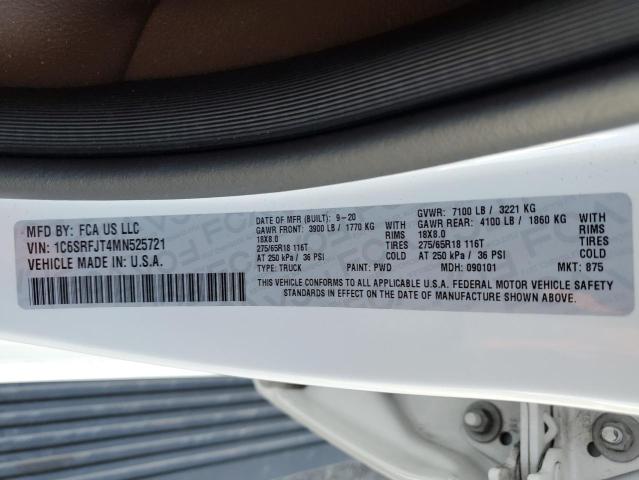 MFD BY: FCA US LLC
VIN: 1C6SRFJT4MN525721
VEHICLE MADE IN: U.S.A.
DATE OF MFR (BUILT): 9-20 GVWR: 7100 LB / 3221 KG
GAWR FRONT: 3900 LB / 1770 KG WITH GAWR REAR: 4100 LB / 1860 KG WITH
18X8.0 RIMS 18X8.0 RIMS
275/65R18 116T TIRES 275/65R18 116T TIRES
AT 250 kPa / 36 PSI COLD AT 250 kPa / 36 PSI COLD
TYPE: TRUCK PAINT: PWD MDH: 090101 MKT: 875
THIS VEHICLE CONFORMS TO ALL APPLICABLE U.S.A. FEDERAL MOTOR VEHICLE SAFETY
STANDARDS IN EFFECT ON THE DATE OF MANUFACTURE SHOWN ABOVE.